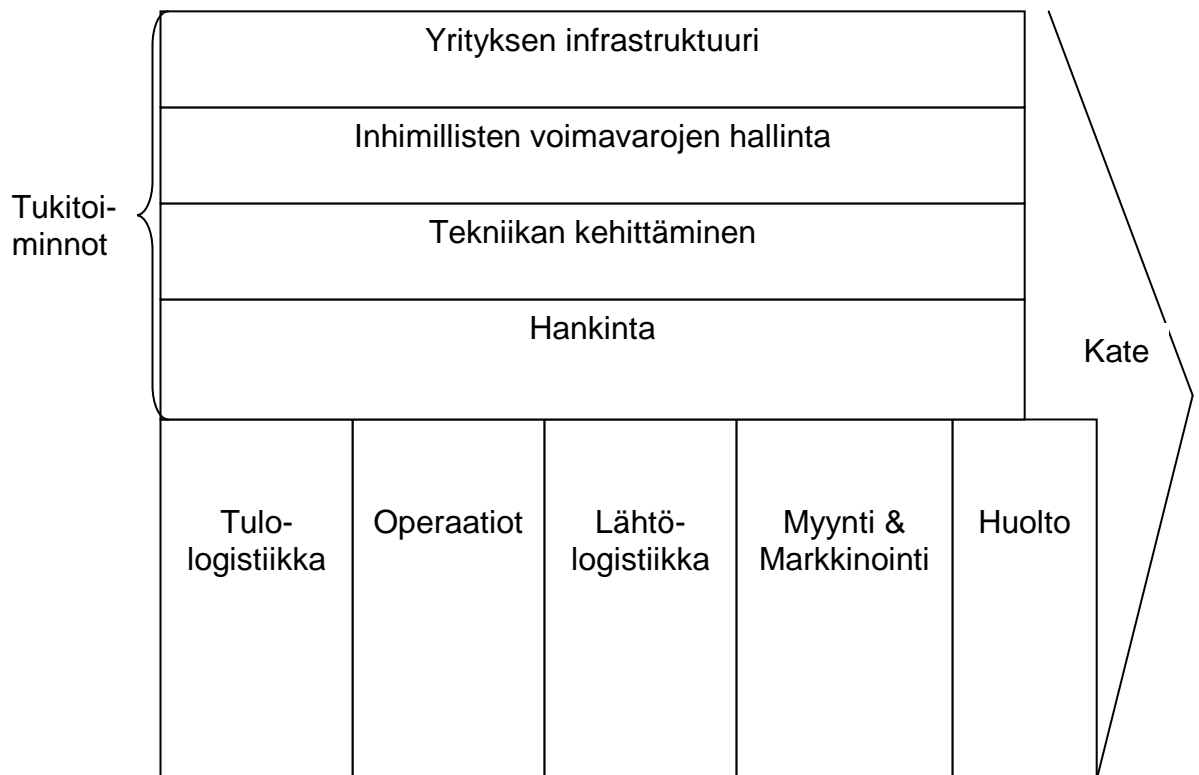 Yrityksen infrastruktuuri
Inhimillisten voimavarojen hallinta
Tukitoi-
minnot
Tekniikan kehittäminen
Hankinta
Kate
Tulo-
logistiikka
Operaatiot
Lähtö-
logistiikka
Myynti &
Markkinointi
Huolto